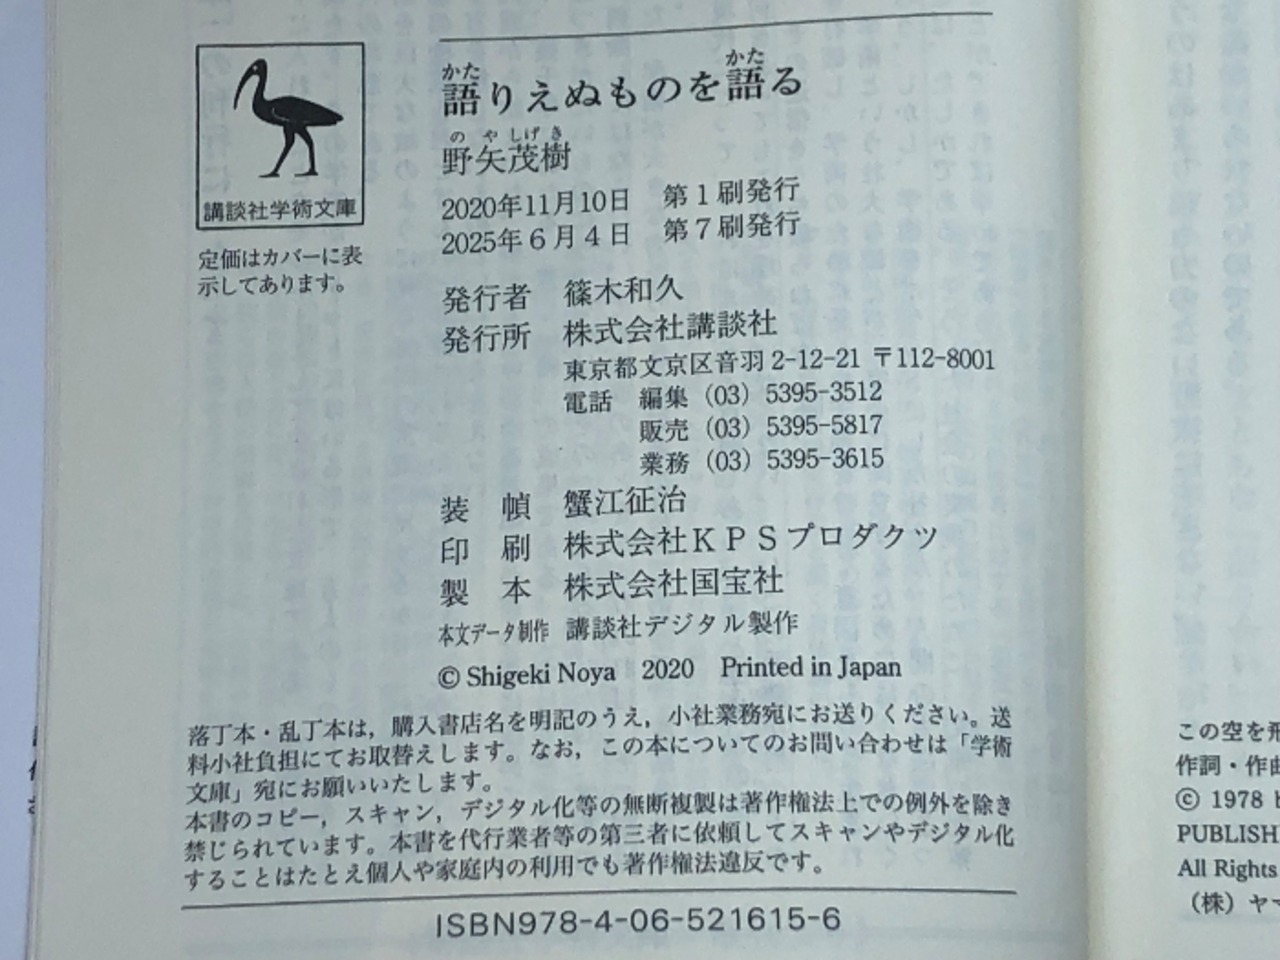 講談社学術文庫
定価はカバーに表
示してあります。
かた かた
語りえぬものを語る
の や しげ き
野矢茂樹
2020年11月10日 第1刷発行
2025年6月4日 第7刷発行
発行者 篠木和久
発行所 株式会社講談社
東京都文京区音羽 2-12-21 〒112-8001
電話 編集 (03) 5395-3512
販売 (03) 5395-5817
業務 (03) 5395-3615
装 幀 蟹江征治
印 刷 株式会社KPSプロダクツ
製 本 株式会社国宝社
本文データ制作 講談社デジタル製作
© Shigeki Noya 2020 Printed in Japan
落丁本・乱丁本は，購入書店名を明記のうえ，小社業務宛にお送りください。送
料小社負担にてお取替えします。なお，この本についてのお問い合わせは「学術
文庫」宛にお願いいたします。
本書のコピー，スキャン，デジタル化等の無断複製は著作権法上での例外を除き
禁じられています。本書を代行業者等の第三者に依頼してスキャンやデジタル化
することはたとえ個人や家庭内の利用でも著作権法違反です。
ISBN978-4-06-521615-6
この空を飛
作詞・作曲
© 1978 b
PUBLISH
All Rights
（株）ヤマ